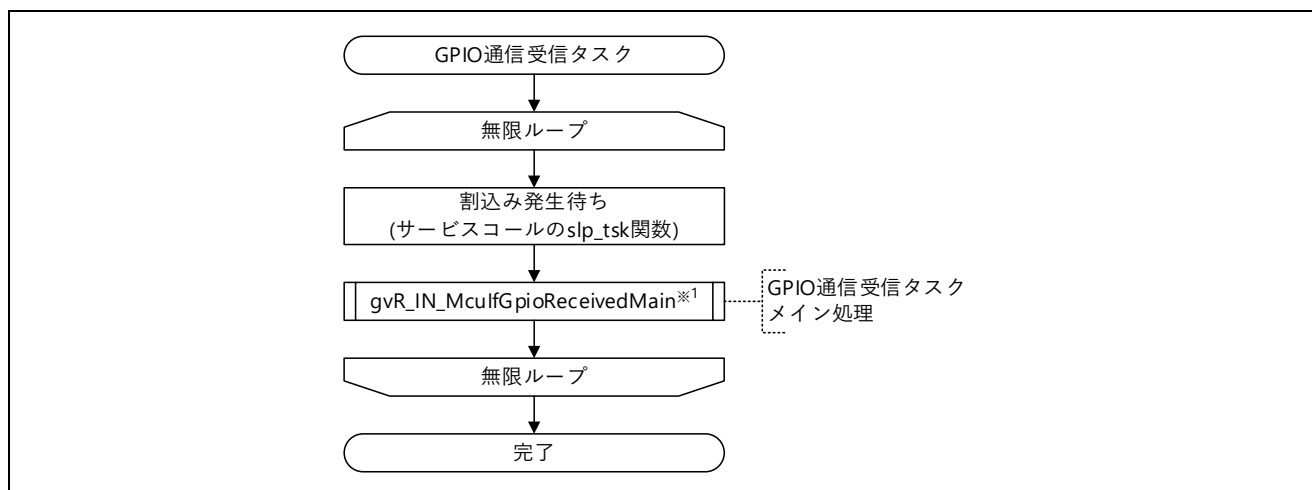 GPIO通信受信タスク
無限ループ
割込み発生待ち
(サービスコールのslp_tsk関数)
gvR_IN_McuIfGpioReceivedMain※1
GPIO通信受信タスク
メイン処理
無限ループ
完了